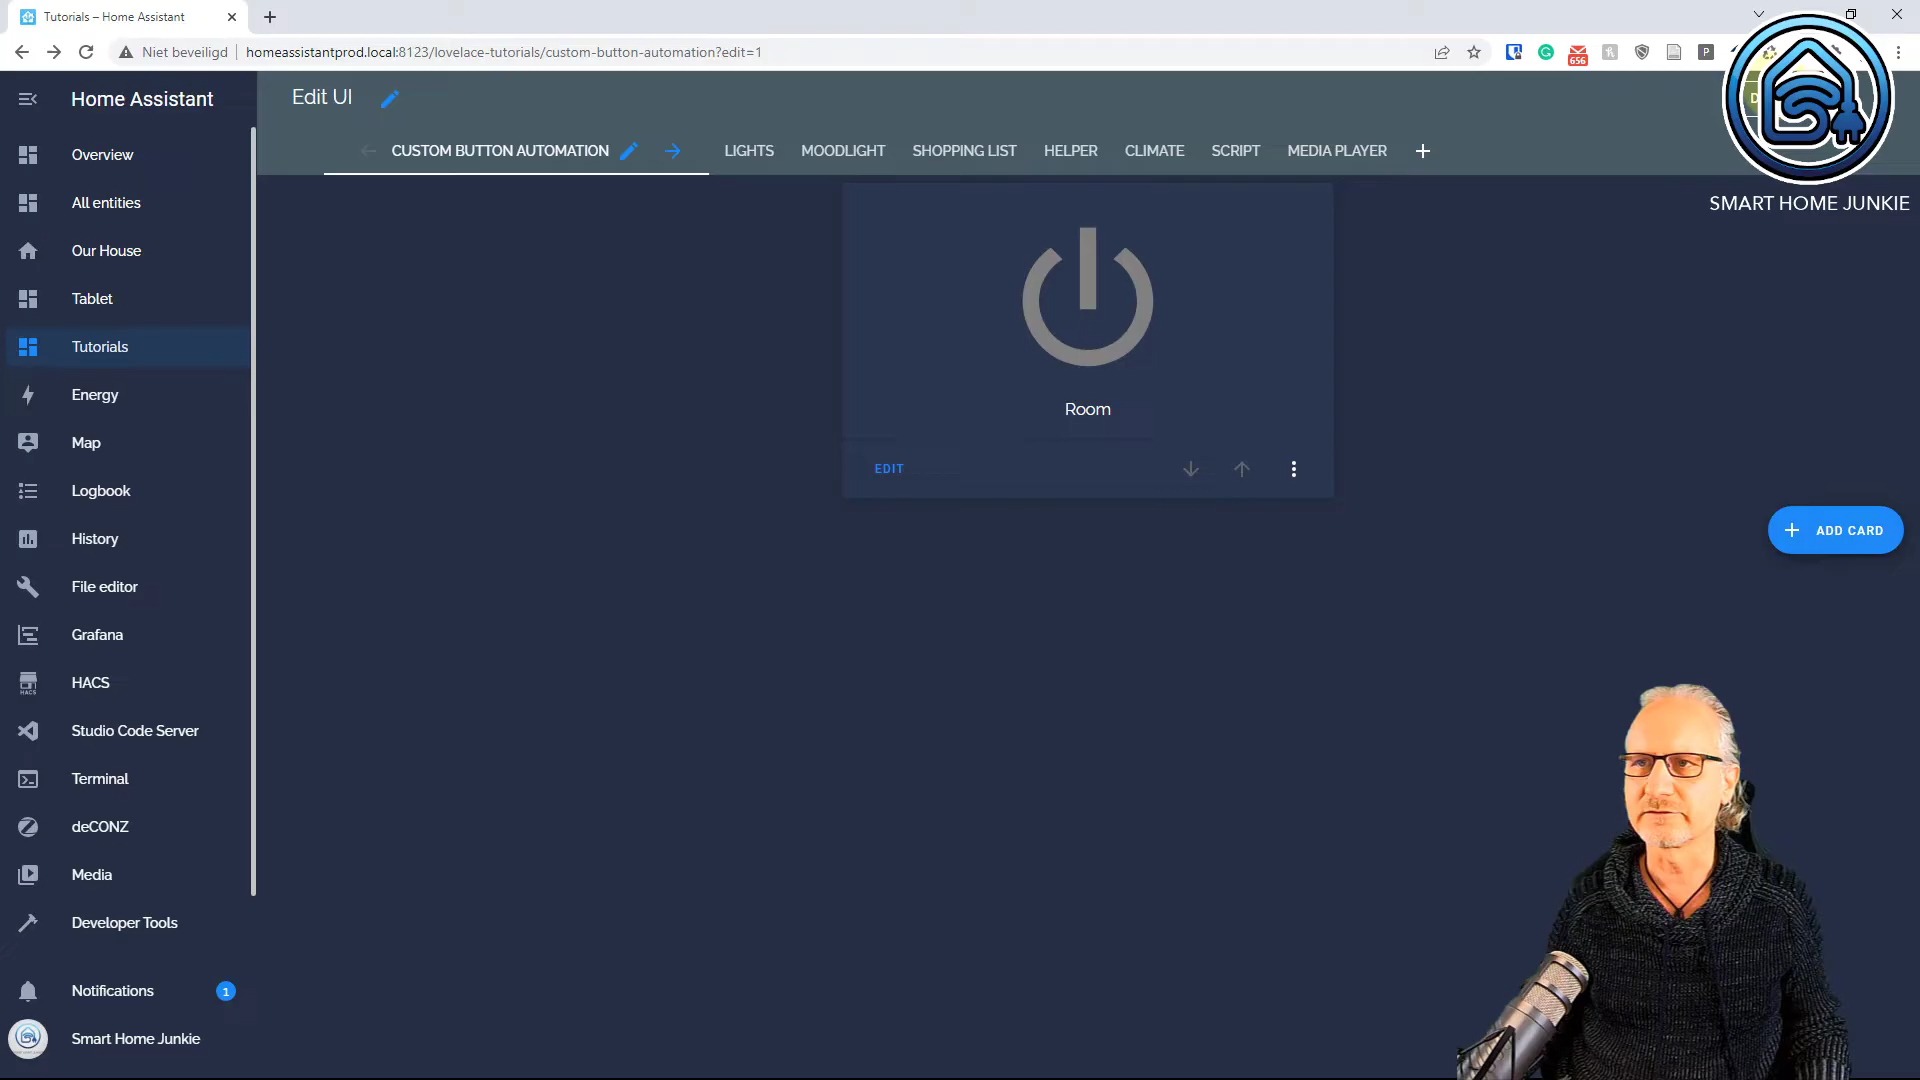 Tutorials – Home Assistant
Niet beveiligd
homeassistantprod.local:8123/lovelace-tutorials/custom-button-automation?edit=1
656
P
Home Assistant
Edit UI
CUSTOM BUTTON AUTOMATION
LIGHTS
MOODLIGHT
SHOPPING LIST
HELPER
CLIMATE
SCRIPT
MEDIA PLAYER
SMART HOME JUNKIE
Overview
All entities
Our House
Tablet
Tutorials
Energy
Map
Logbook
History
File editor
Grafana
HACS
HACS
Studio Code Server
Terminal
deCONZ
Media
Developer Tools
Notifications
1
Smart Home Junkie
Room
EDIT
ADD CARD